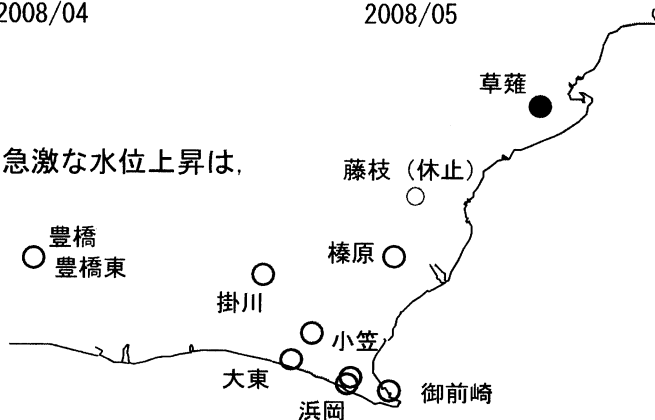 2008/04
2008/05
草薙
急激な水位上昇は,
藤枝（休止）
豊橋
豊橋東
榛原
掛川
小笠
大東
御前崎
浜岡